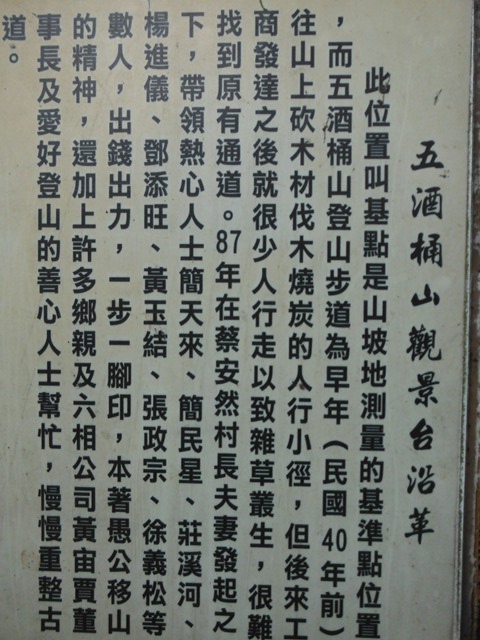 五酒桶山觀景台沿革
此位置叫基點是山坡地測量的基準點位置
，而五酒桶山登山步道為早年(民國40年前)
往山上砍木材伐木燒炭的人行小徑，但後來工
商發達之後就很少人行走以致雜草叢生，很難
找到原有通道。87年在蔡安然村長夫妻發起之
下，帶領熱心人士簡天來、簡民星、莊溪河、
楊進儀、鄧添旺、黃玉結、張政宗、徐義松等
數人，出錢出力，一步一腳印，本著愚公移山
的精神，還加上許多鄉親及六相公司黃宙賈董
事長及愛好登山的善心人士幫忙，慢慢重整古
道。